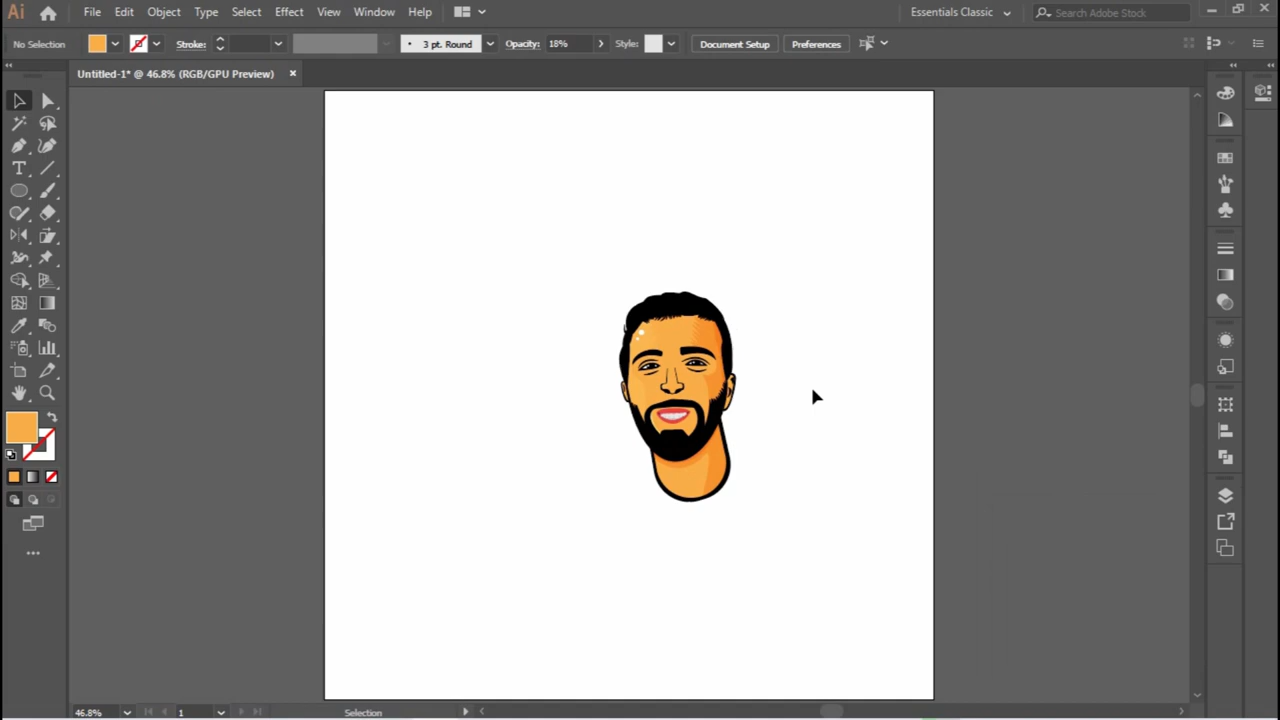 Ai File Edit Object Type Select Effect View Window Help Essentials Classic Search Adobe Stock
No Selection Stroke: 3 pt. Round Opacity: 18% Style: Document Setup Preferences
Untitled-1* @ 46.8% (RGB/GPU Preview) ×
46.8% 1 Selection